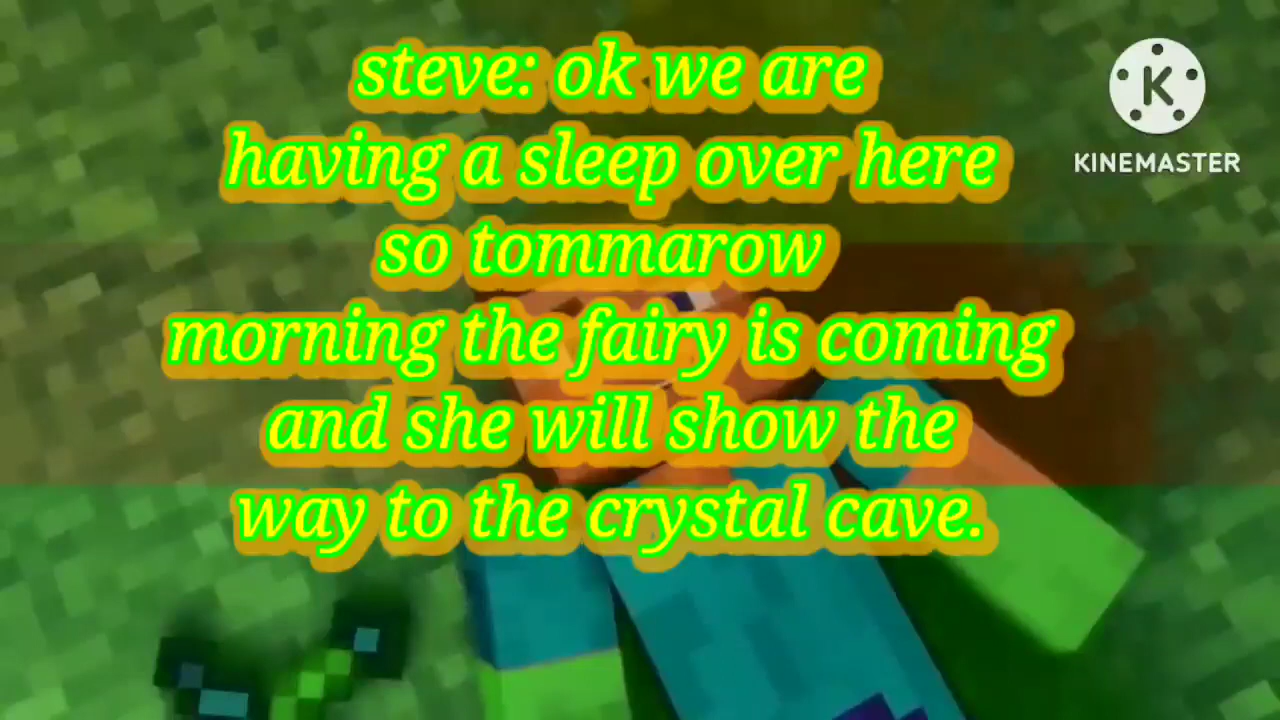 steve: ok we are
having a sleep over here
so tommarow
morning the fairy is coming
and she will show the
way to the crystal cave.
K
KINEMASTER